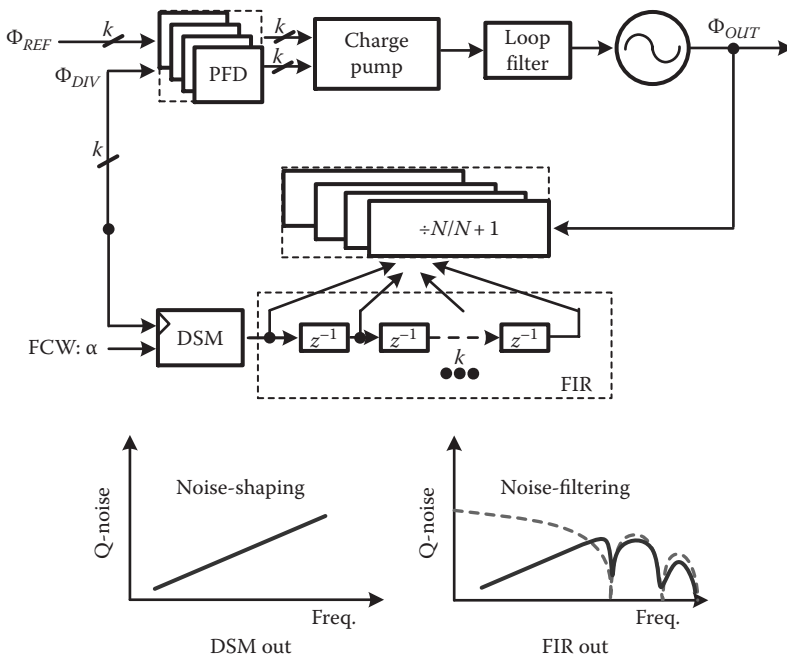 Φ_REF
k
k
k
PFD
Charge
pump
Loop
filter
Φ_OUT
Φ_DIV
k
÷N/N + 1
DSM
FCW: α
z⁻¹
z⁻¹
z⁻¹
k
FIR
Q-noise
Noise-shaping
Freq.
DSM out
Q-noise
Noise-filtering
Freq.
FIR out